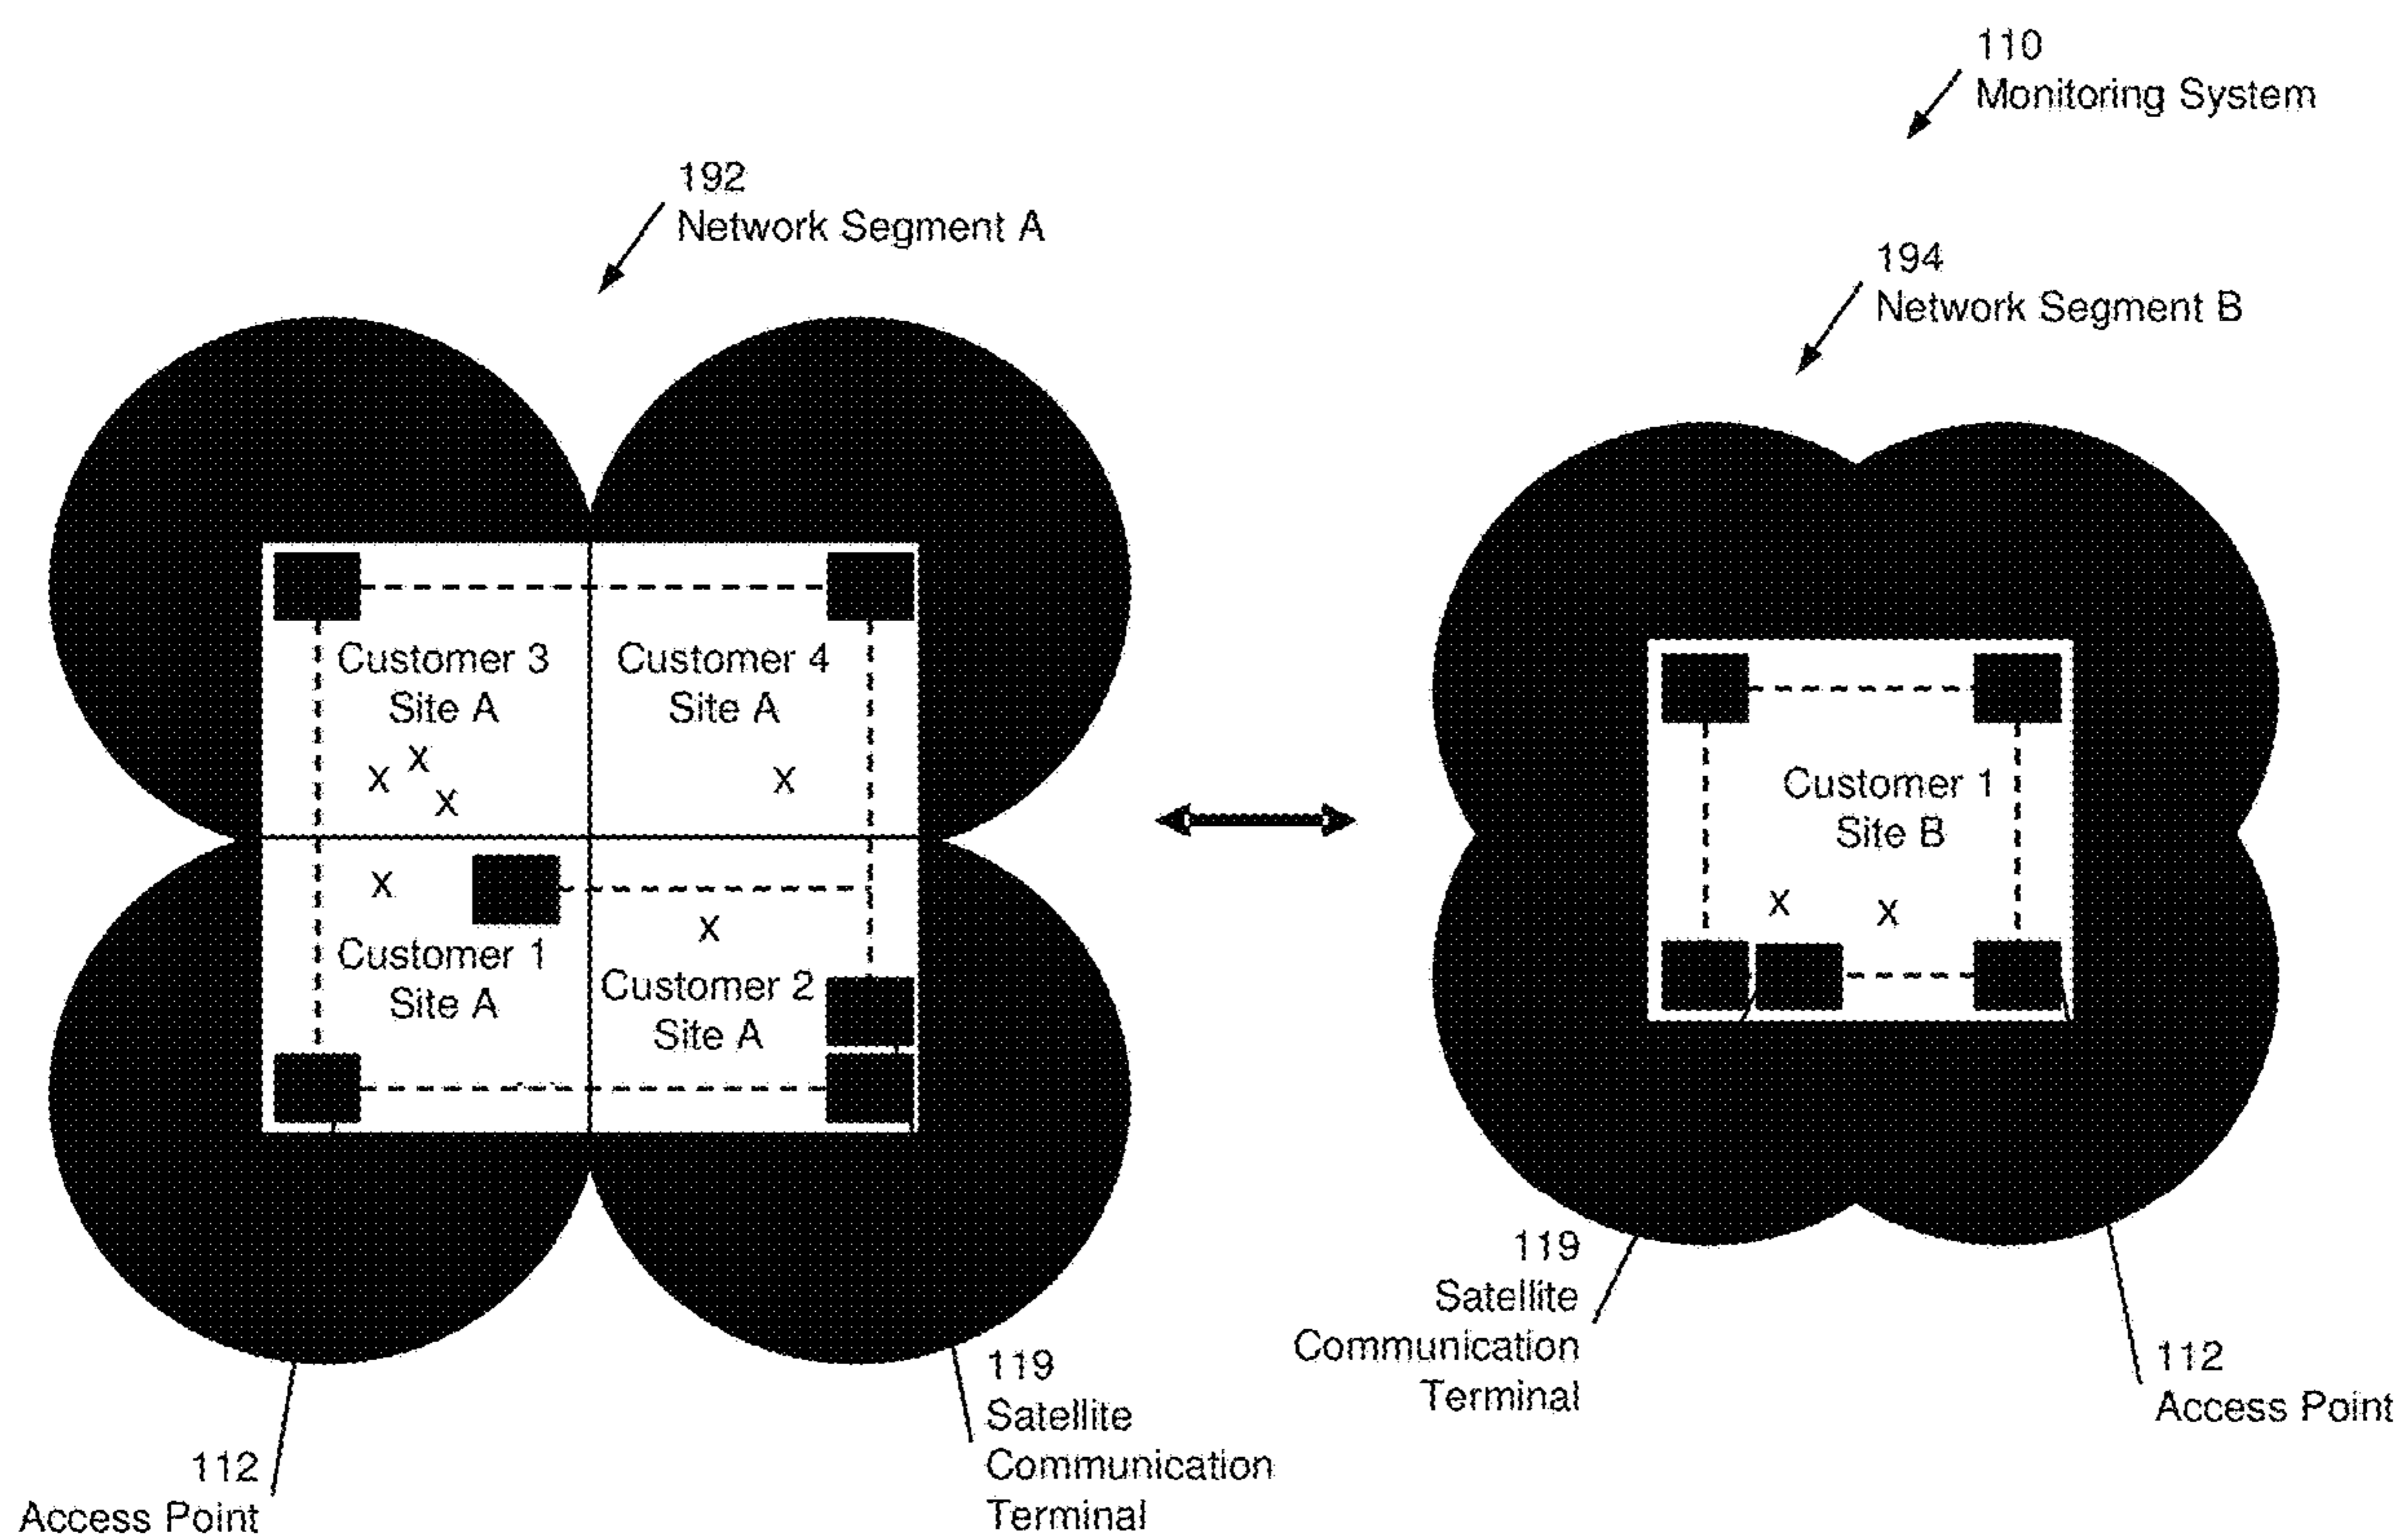 110
Monitoring System
192
Network Segment A
194
Network Segment B
Customer 3
Site A
Customer 4
Site A
X
X
X
X
Customer 1
Site B
X
X
X
X
Customer 1
Site A
Customer 2
Site A
119
Satellite
Communication
Terminal
112
Access Point
119
Satellite
Communication
Terminal
112
Access Point